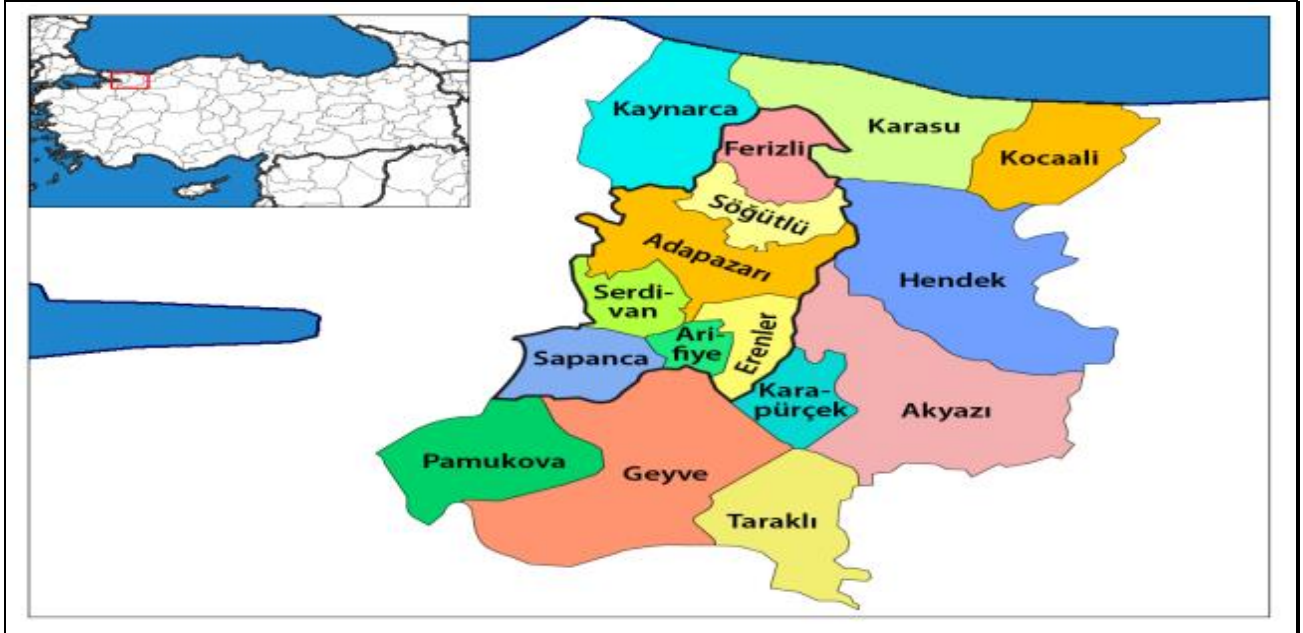 Kaynarca
Karasu
Ferizli
Kocaali
Söğütlü
Adapazarı
Hendek
Serdi-
van
Ari-
fiye
Erenler
Sapanca
Kara-
pürçek
Akyazı
Pamukova
Geyve
Taraklı